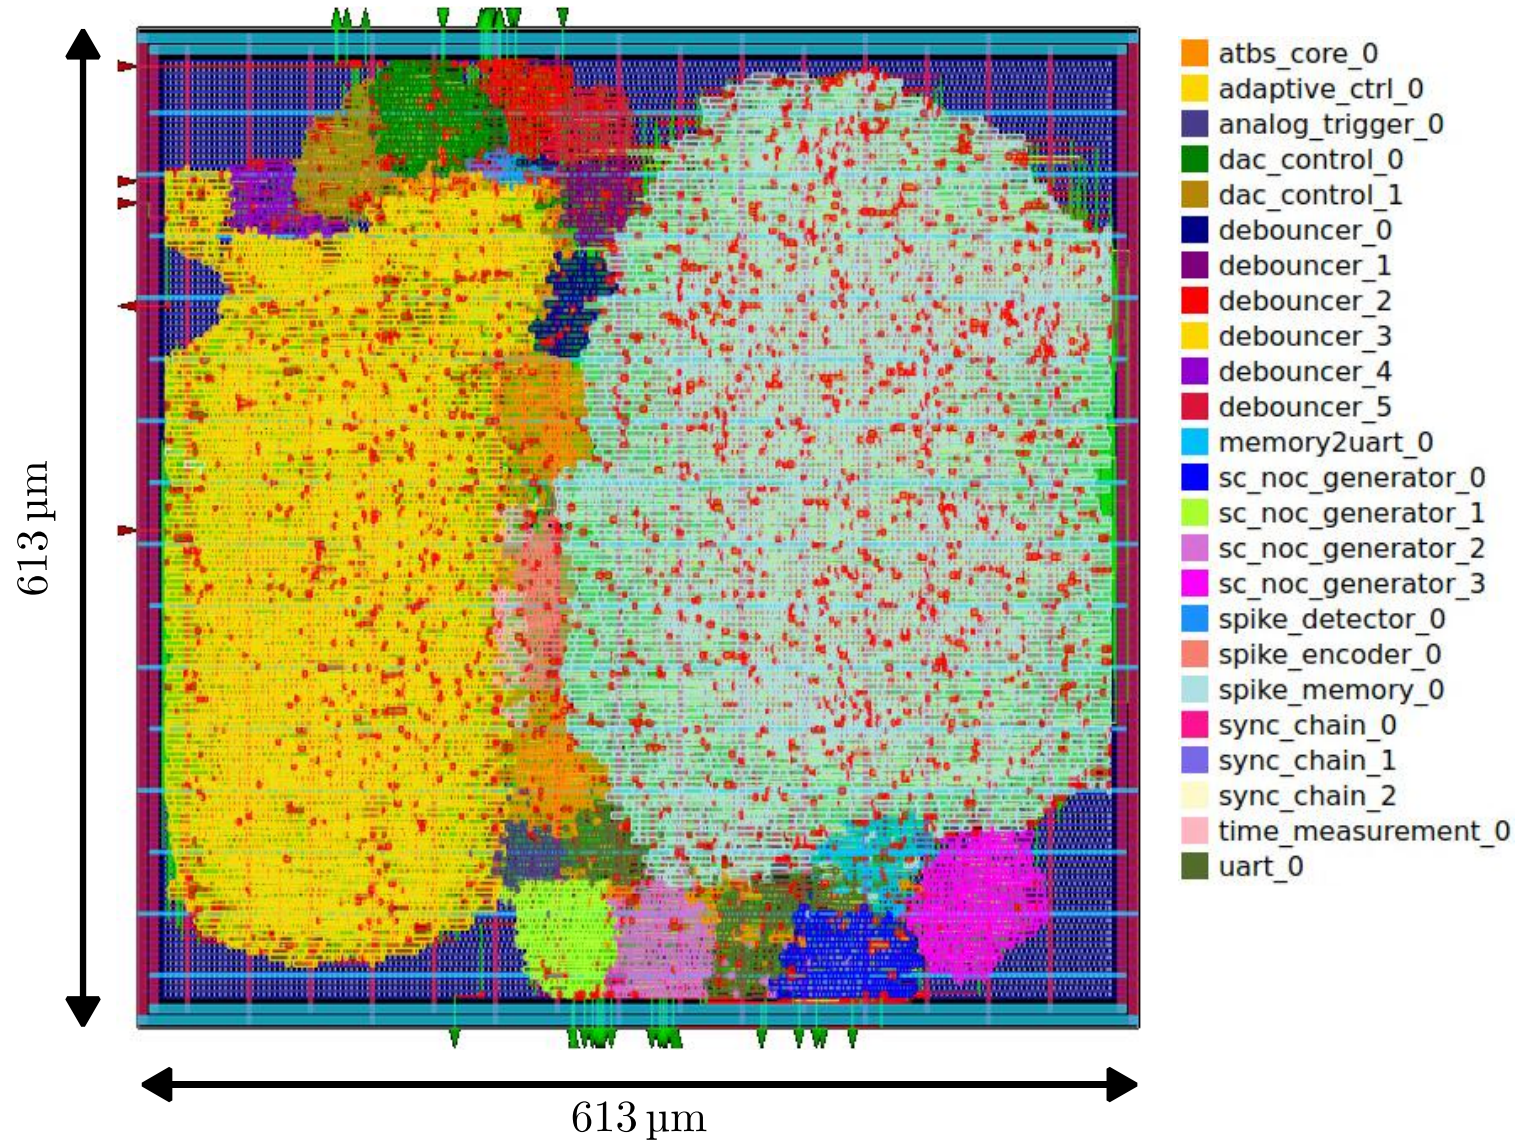 613 µm
atbs_core_0
adaptive_ctrl_0
analog_trigger_0
dac_control_0
dac_control_1
debouncer_0
debouncer_1
debouncer_2
debouncer_3
debouncer_4
debouncer_5
memory2uart_0
sc_noc_generator_0
sc_noc_generator_1
sc_noc_generator_2
sc_noc_generator_3
spike_detector_0
spike_encoder_0
spike_memory_0
sync_chain_0
sync_chain_1
sync_chain_2
time_measurement_0
uart_0
613 µm